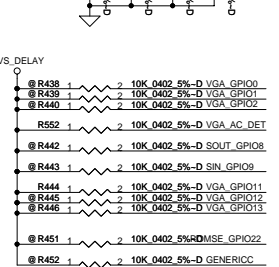 VS_DELAY
@ R438 1 2 10K_0402_5%~D VGA_GPIO0
@ R439 1 2 10K_0402_5%~D VGA_GPIO1
@ R440 1 2 10K_0402_5%~D VGA_GPIO2
R552 1 2 10K_0402_5%~D VGA_AC_DET
@ R442 1 2 10K_0402_5%~D SOUT_GPIO8
@ R443 1 2 10K_0402_5%~D SIN_GPIO9
R444 1 2 10K_0402_5%~D VGA_GPIO11
@ R445 1 2 10K_0402_5%~D VGA_GPIO12
@ R446 1 2 10K_0402_5%~D VGA_GPIO13
@ R451 1 2 10K_0402_5%~D ROMSE_GPIO22
@ R452 1 2 10K_0402_5%~D GENERICC